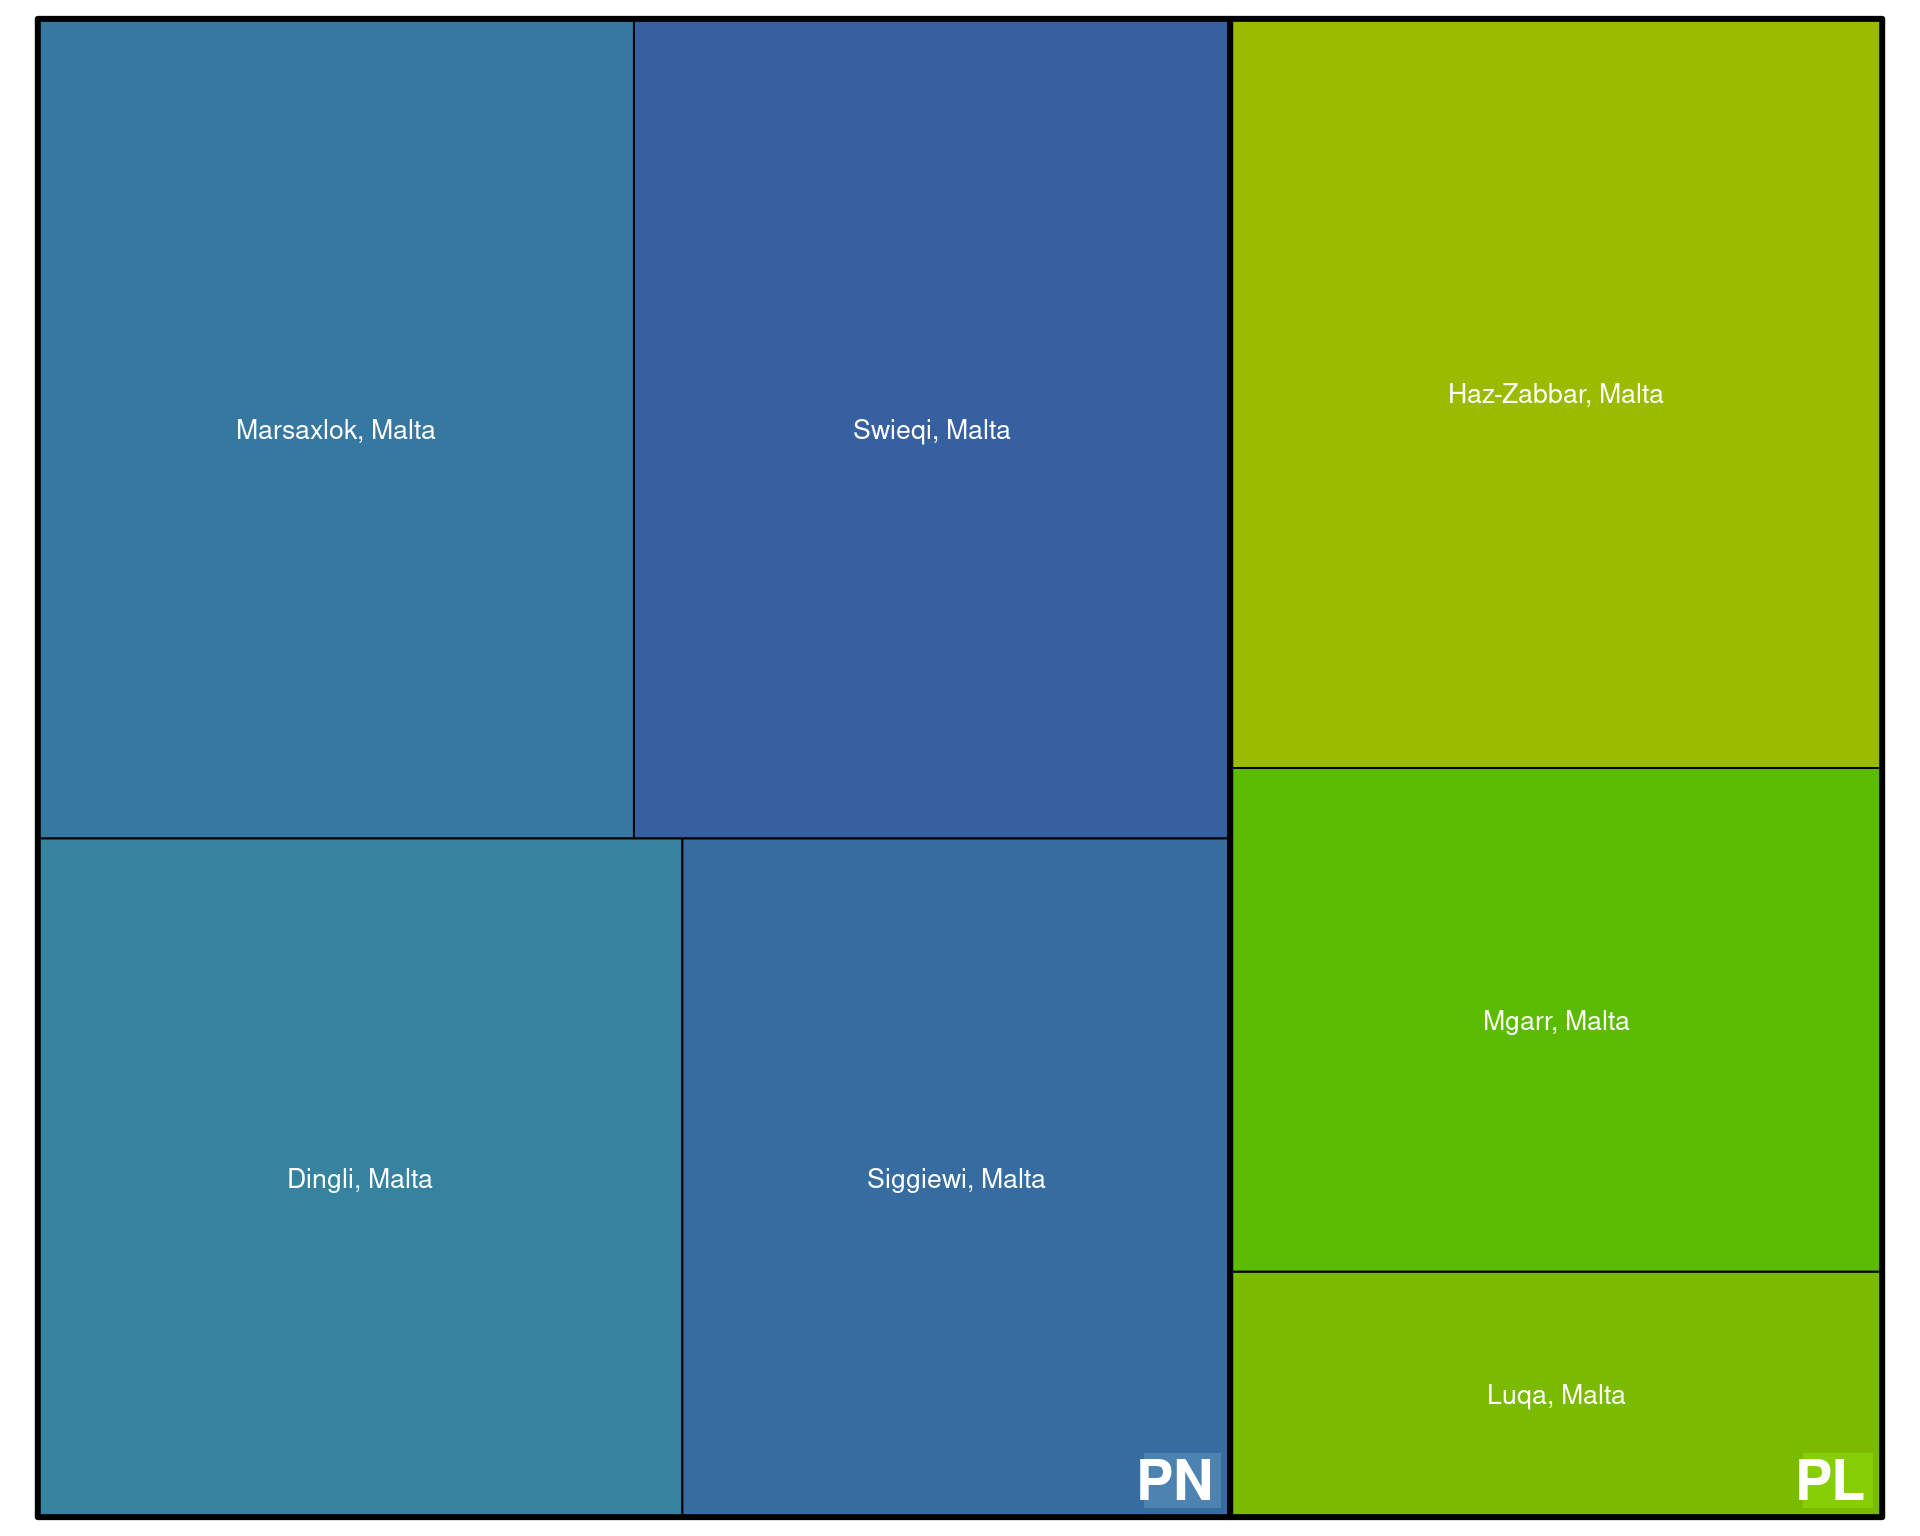 Marsaxlok, Malta
Swieqi, Malta
Haz-Zabbar, Malta
Mgarr, Malta
Dingli, Malta
Siggiewi, Malta
Luqa, Malta
PN
PL